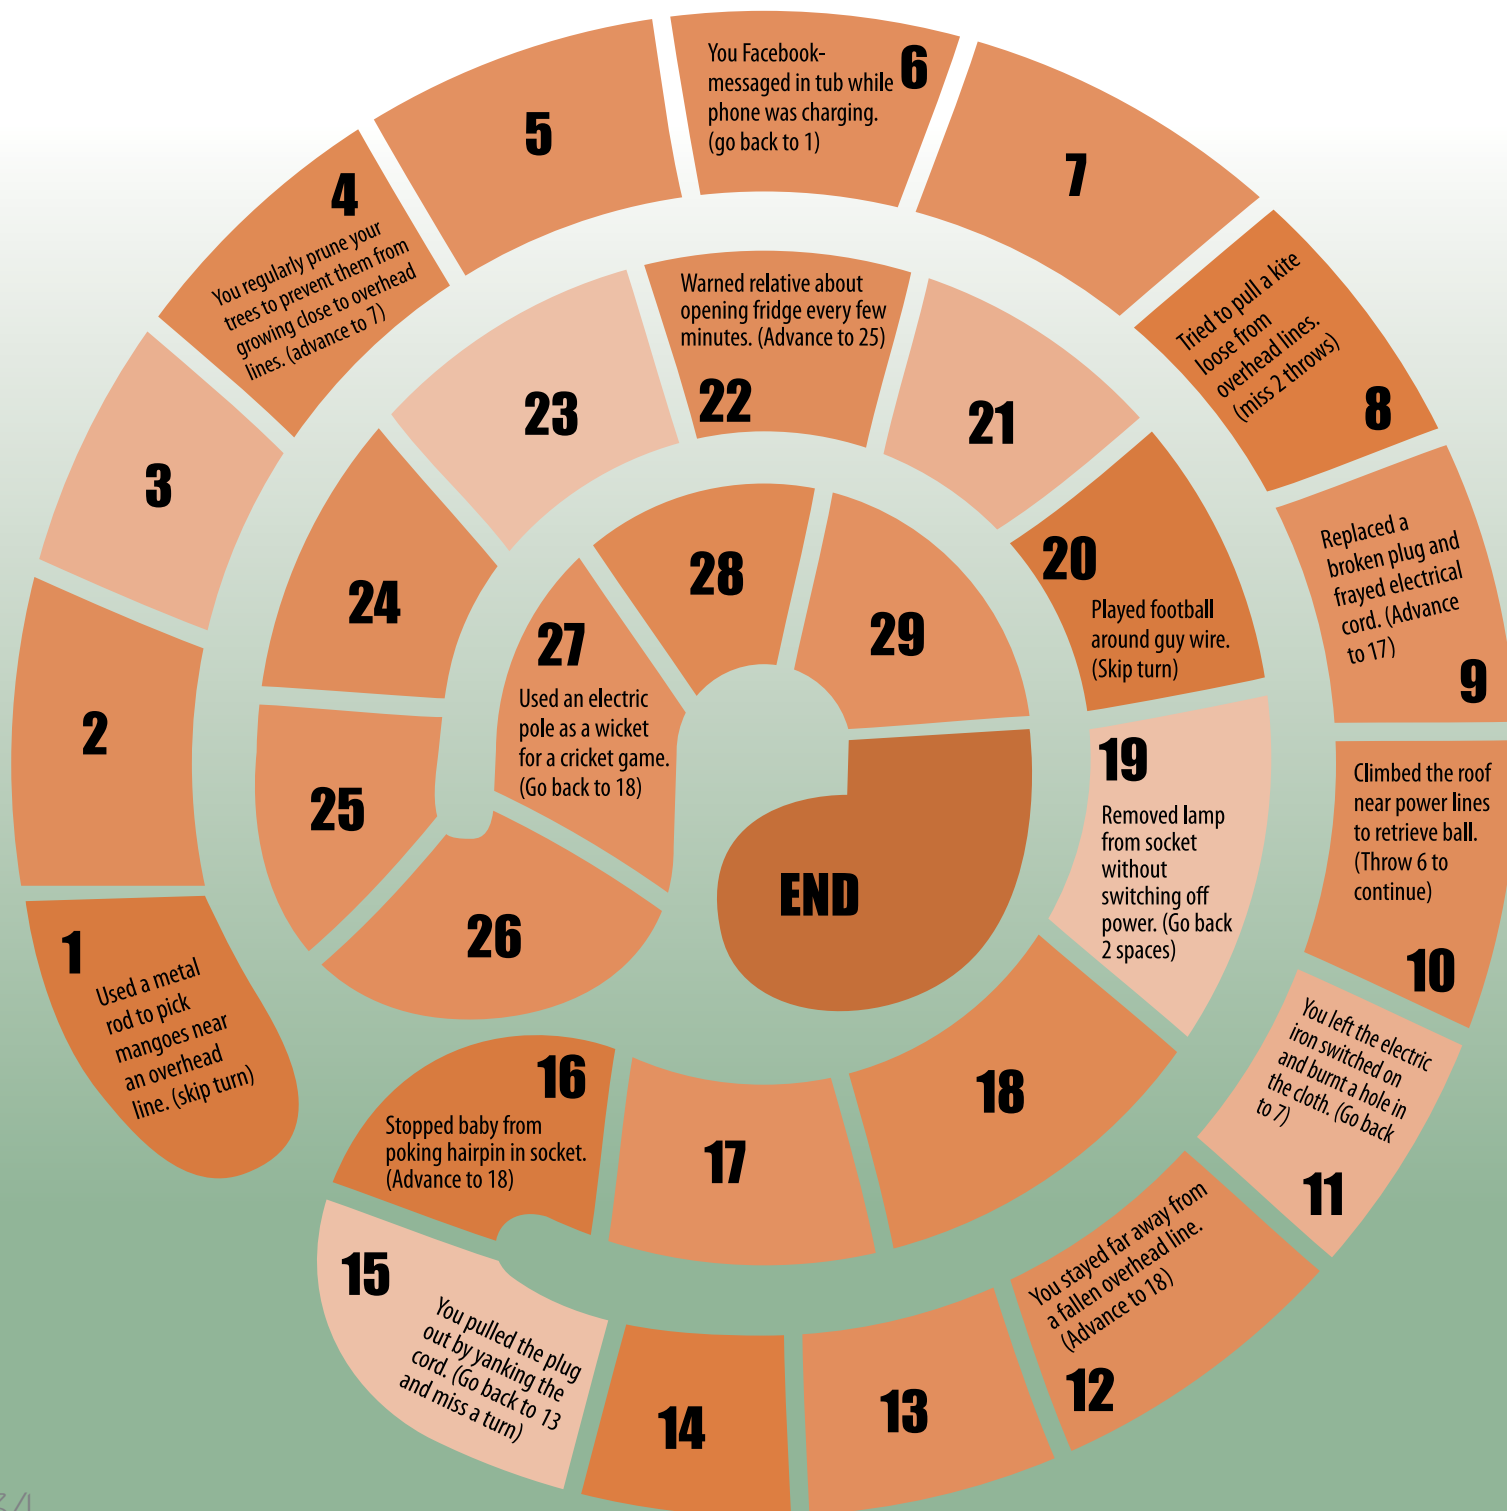 1
Used a metal
rod to pick
mangoes near
an overhead
line. (skip turn)
2
3
4
You regularly prune your
trees to prevent them from
growing close to overhead
lines. (advance to 7)
5
6
You Facebook-
messaged in tub while
phone was charging.
(go back to 1)
7
Tried to pull a kite
loose from
overhead lines.
(miss 2 throws)
8
Replaced a
broken plug and
frayed electrical
cord. (Advance
to 17)
9
Climbed the roof
near power lines
to retrieve ball.
(Throw 6 to
continue)
10
You left the electric
iron switched on
and burnt a hole in
the cloth. (Go back
to 7)
11
You stayed far away from
a fallen overhead line.
(Advance to 18)
12
13
14
15
You pulled the plug
out by yanking the
cord. (Go back to 13
and miss a turn)
16
Stopped baby from
poking hairpin in socket.
(Advance to 18)
17
18
19
Removed lamp
from socket
without
switching off
power. (Go back
2 spaces)
20
Played football
around guy wire.
(Skip turn)
21
Warned relative about
opening fridge every few
minutes. (Advance to 25)
22
23
24
25
26
27
Used an electric
pole as a wicket
for a cricket game.
(Go back to 18)
28
29
END